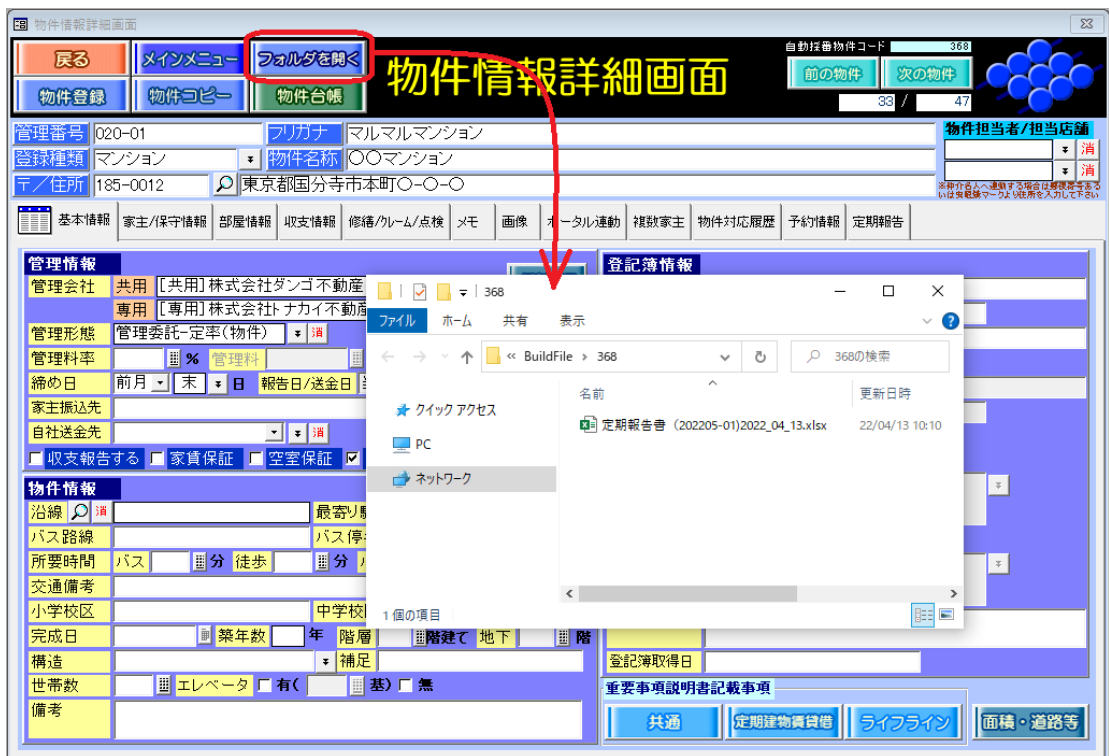 物件情報詳細画面
戻る メインメニュー フォルダを開く 物件情報詳細画面 自動採番物件コード 368
前の物件 次の物件
物件登録 物件コピー 物件台帳 33 / 47
管理番号 020-01 フリガナ マルマルマンション 物件担当者/担当店舗
登録種類 マンション 物件名称 〇〇マンション 消
〒/住所 185-0012 東京都国分寺市本町〇-〇-〇 消
基本情報 家主/保守情報 部屋情報 収支情報 修繕/クレーム/点検 メモ 画像 ポータル連動 複数家主 物件対応履歴 予約情報 定期報告
管理情報 登記簿情報
管理会社 共用 [共用]株式会社ダンゴ不動産
専用 [専用]株式会社トナカイ不動産
管理形態 管理委託-定率(物件) 消
管理料率 % 管理料
締め日 前月 末 日 報告日/送金日
家主振込先
自社送金先 消
収支報告する 家賃保証 空室保証
368
ファイル ホーム 共有 表示
« BuildFile › 368 368の検索
名前 更新日時
クイック アクセス
定期報告書（202205-01)2022_04_13.xlsx 22/04/13 10:10
PC
ネットワーク
1 個の項目
物件情報
沿線 消 最寄り
バス路線 バス停
所要時間 バス 分 徒歩 分
交通備考
小学校区 中学校
完成日 築年数 年 階層 階建て 地下 階
構造 補足 登記簿取得日
世帯数 エレベータ 有( 基) 無 重要事項説明書記載事項
備考 共通 定期建物賃貸借 ライフライン 面積・道路等